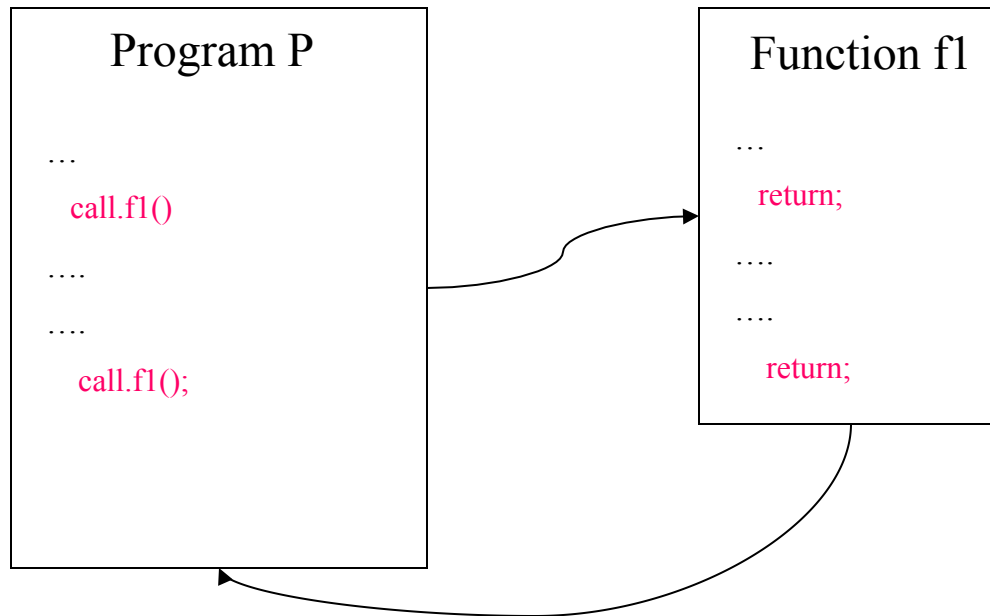 Program P
…
call.f1()
….
….
call.f1();
Function f1
…
return;
….
….
return;